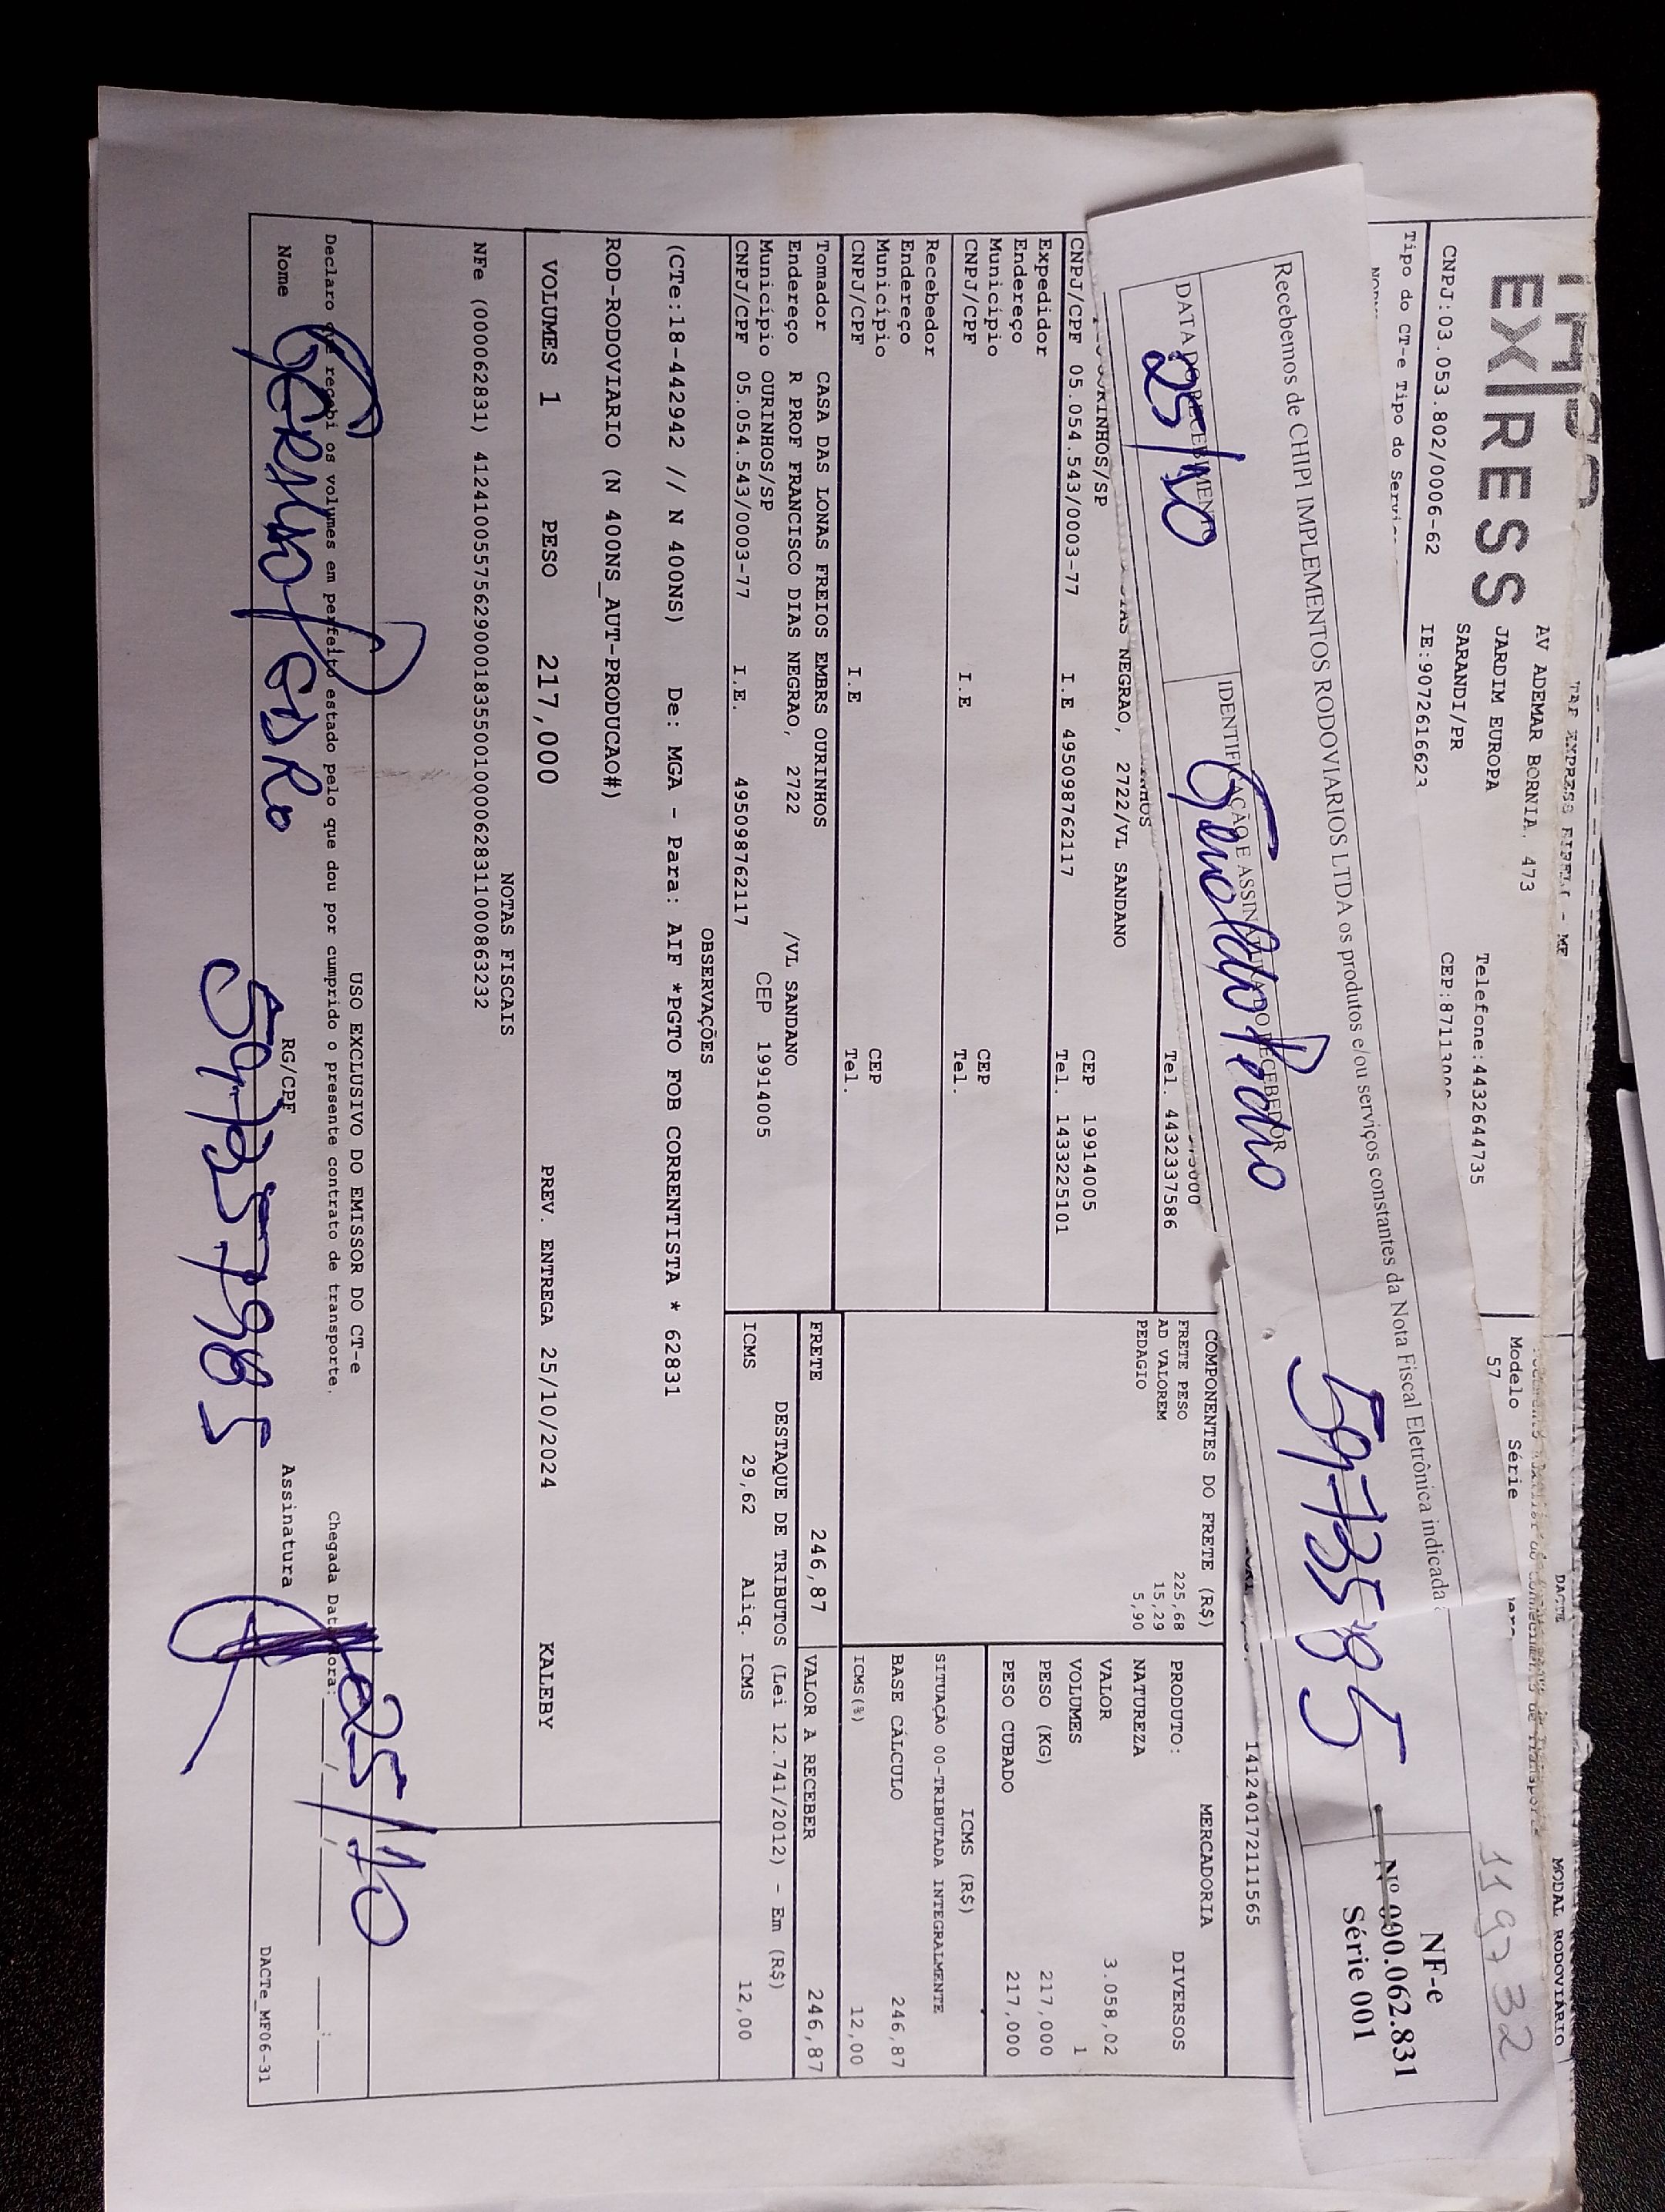 EXPRESS
AV ADEMAR BORNIA, 473
JARDIM EUROPA
SARANDI/PR
Telefone:4432644735
CNPJ:03.053.802/0006-62
IE:9072616623
DACTE
MODAL RODOVIÁRIO
Modelo Série
57
119732
Tipo do CT-e Tipo do
Recebemos de CHIPI IMPLEMENTOS RODOVIARIOS LTDA os produtos e/ou serviços constantes da Nota Fiscal Eletrônica indicada
DATA DO RECEBIMENTO
25/10
IDENTIFICAÇÃO E ASSINATURA DO RECEBEDOR
NF-e
Nº 000.062.831
Série 001
141240172111565
Tel. 4432337586
NEGRAO, 2722/VL SANDANO
CEP 19914005
CNPJ/CPF 05.054.543/0003-77 I.E 495098762117 Tel. 1433225101
Expedidor
Endereço
Município CEP
CNPJ/CPF I.E Tel.
Recebedor
Endereço
Município CEP
CNPJ/CPF I.E Tel.
Tomador CASA DAS LONAS FREIOS EMBRS OURINHOS
Endereço R PROF FRANCISCO DIAS NEGRAO, 2722 /VL SANDANO
Município OURINHOS/SP CEP 19914005
CNPJ/CPF 05.054.543/0003-77 I.E. 495098762117
COMPONENTES DO FRETE (R$)
FRETE PESO 225,68
AD VALOREM 15,29
PEDAGIO 5,90
MERCADORIA
PRODUTO: DIVERSOS
NATUREZA
VALOR 3.058,02
VOLUMES 1
PESO (KG) 217,000
PESO CUBADO 217,000
ICMS (R$)
SITUAÇÃO 00-TRIBUTADA INTEGRALMENTE
BASE CÁLCULO 246,87
ICMS(%) 12,00
FRETE 246,87 VALOR A RECEBER 246,87
DESTAQUE DE TRIBUTOS (Lei 12.741/2012) - Em (R$)
ICMS 29,62 Aliq. ICMS 12,00
OBSERVAÇÕES
(CTe:18-442942 // N 400NS) De: MGA - Para: AIF *PGTO FOB CORRENTISTA * 62831
ROD-RODOVIARIO (N 400NS_AUT-PRODUCAO#)
VOLUMES 1 PESO 217,000 PREV. ENTREGA 25/10/2024 KALEBY
NOTAS FISCAIS
NFe (000062831) 41241005575629000183550010000628311000863232
USO EXCLUSIVO DO EMISSOR DO CT-e
Declaro que recebi os volumes em perfeito estado pelo que dou por cumprido o presente contrato de transporte. Chegada Data/Hora:
25/10
Nome RG/CPF Assinatura
DACTe_MF06-31